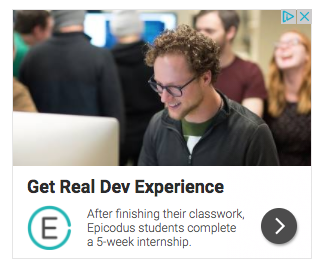 Get Real Dev Experience
E
After finishing their classwork,
Epicodus students complete
a 5-week internship.